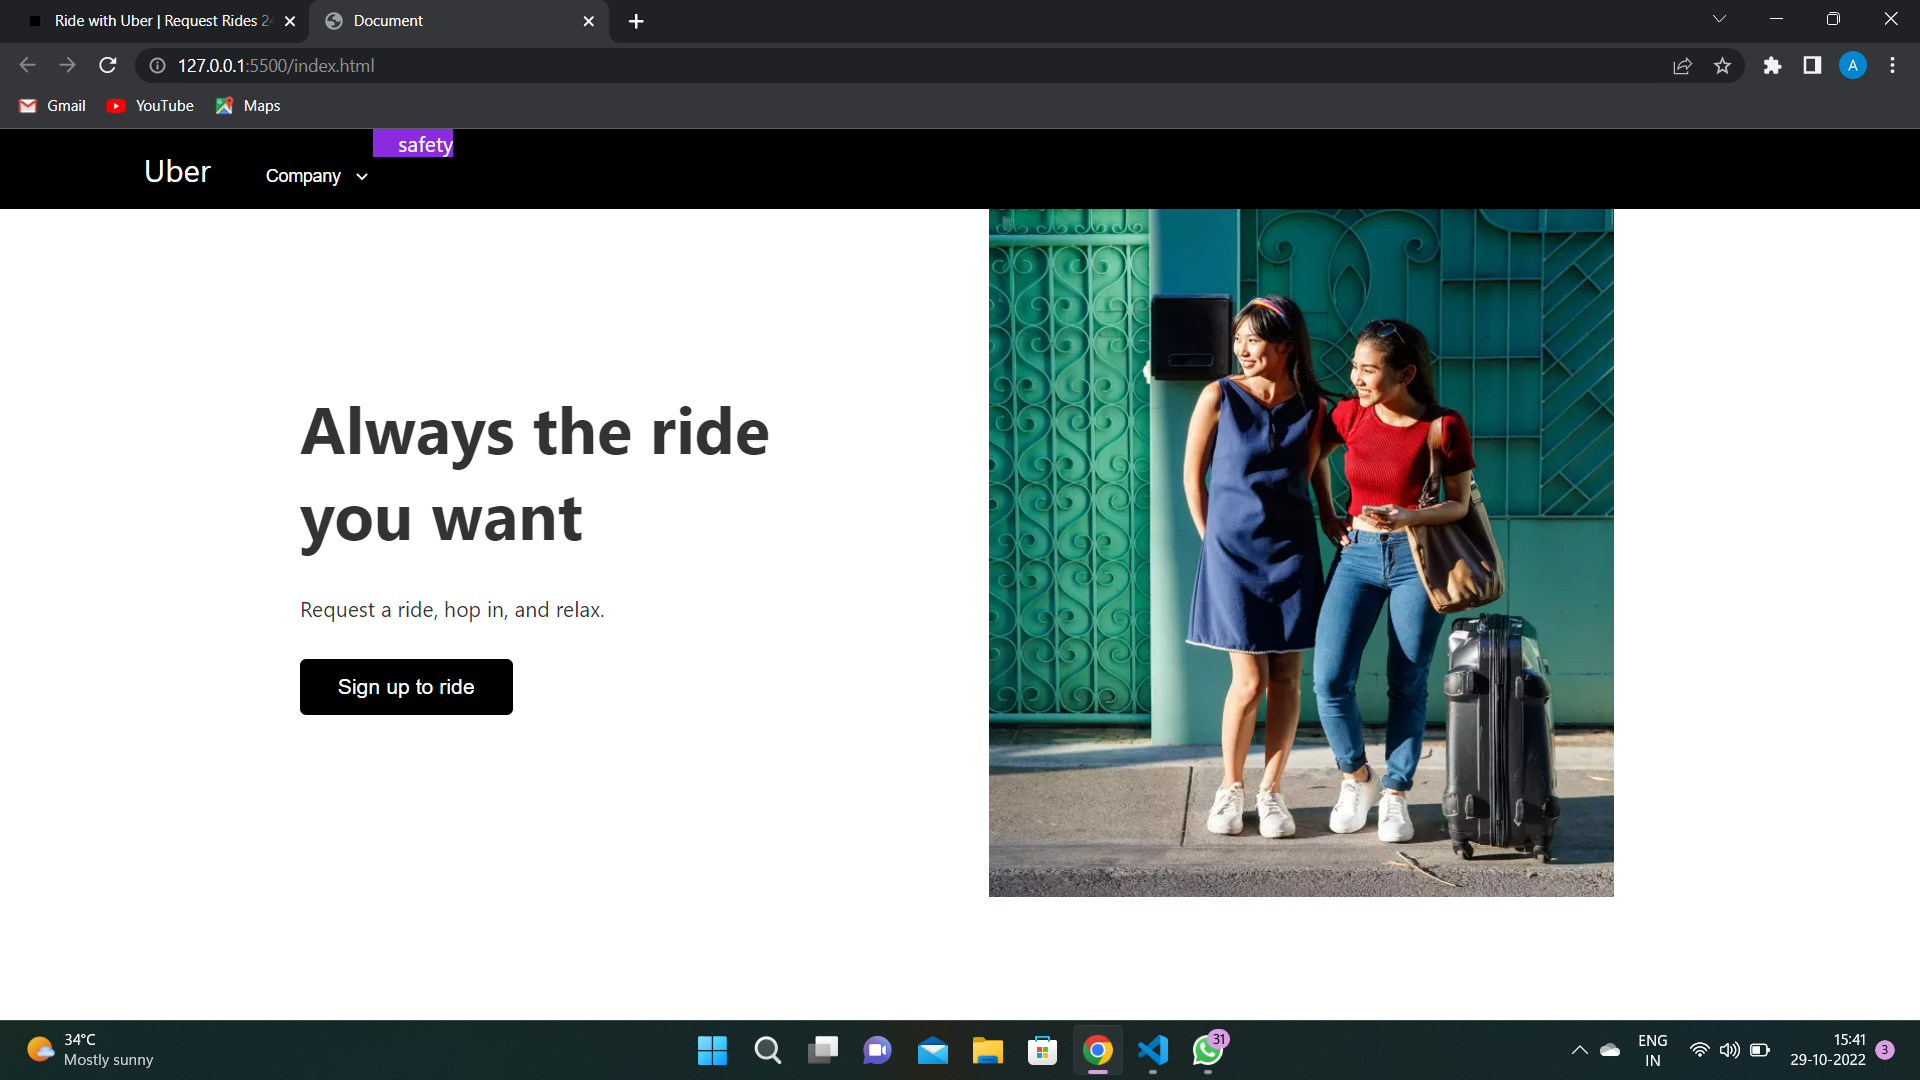 Ride with Uber | Request Rides 24
Document
127.0.0.1:5500/index.html
A
Gmail
YouTube
Maps
safety
Uber
Company
Always the ride
you want
Request a ride, hop in, and relax.
Sign up to ride
34°C
Mostly sunny
31
ENG
IN
15:41
29-10-2022
3